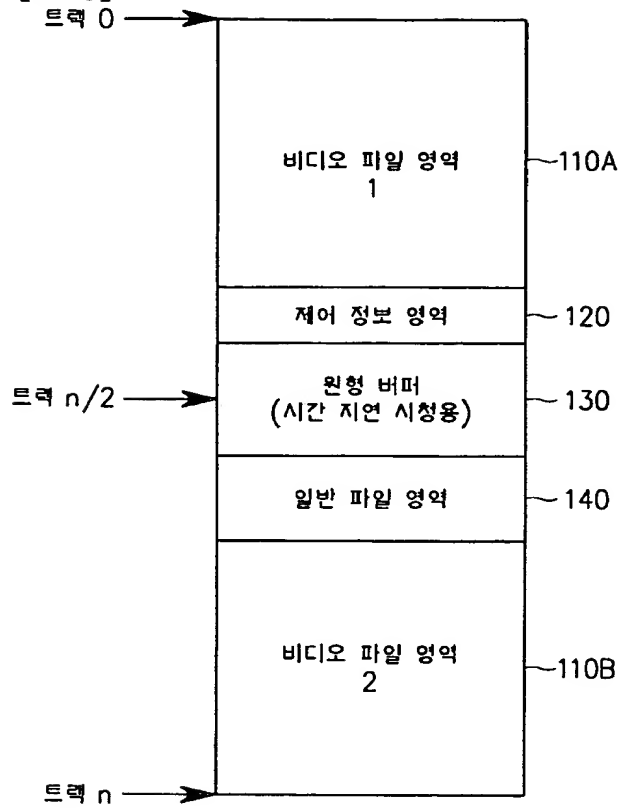 트랙 0
비디오 파일 영역
1
110A
제어 정보 영역
120
트랙 n/2
원형 버퍼
(시간 지연 시청용)
130
일반 파일 영역
140
비디오 파일 영역
2
110B
트랙 n